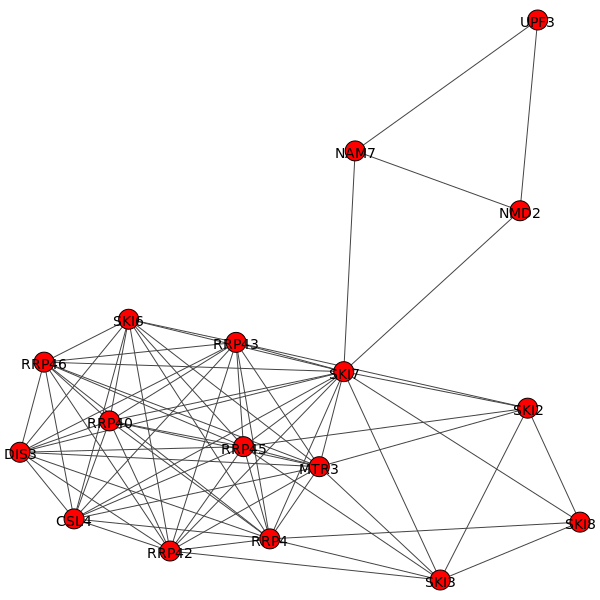 UPF3
NAM7
NMD2
SKI6
RRP43
RRP46
SKI7
SKI2
RRP40
RRP45
DIS3
MTR3
CSL4
SKI8
RRP4
RRP42
SKI3